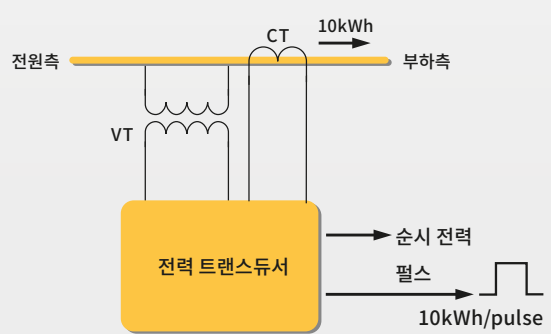 10kWh
CT
전원측
부하측
VT
전력 트랜스듀서
순시 전력
펄스
10kWh/pulse